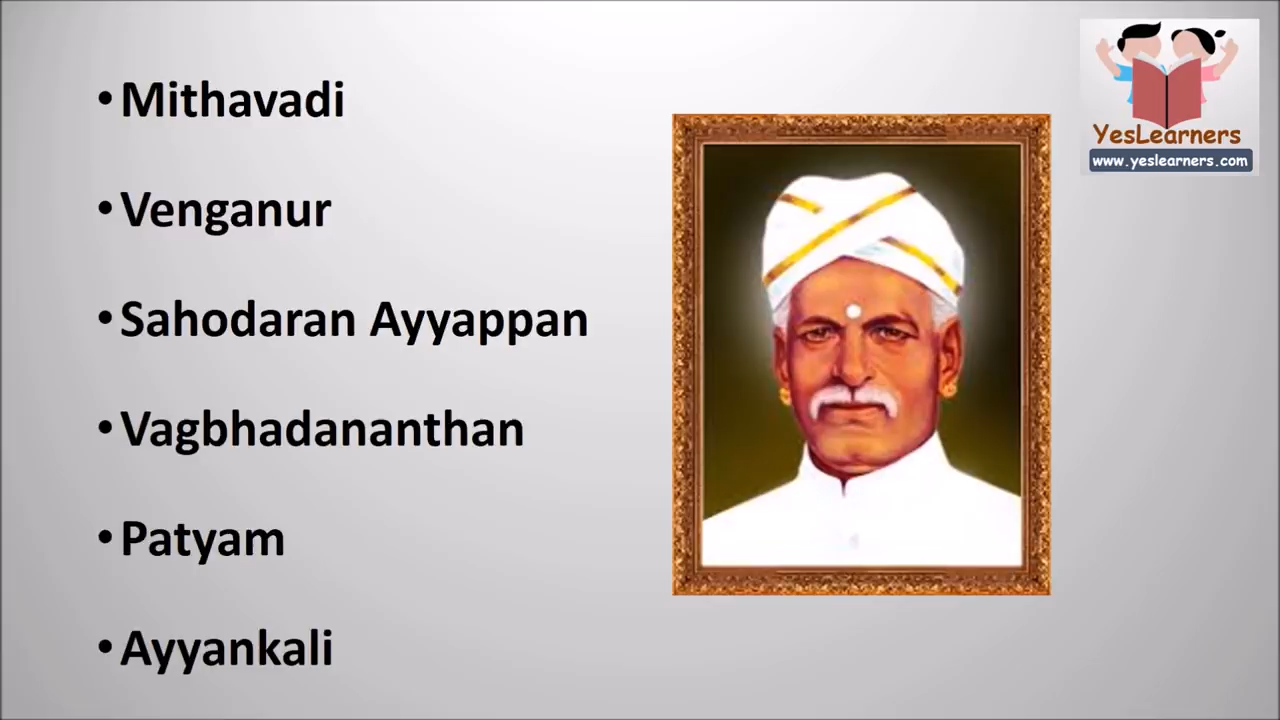 • Mithavadi
• Venganur
• Sahodaran Ayyappan
• Vagbhadananthan
• Patyam
• Ayyankali
YesLearners
www.yeslearners.com